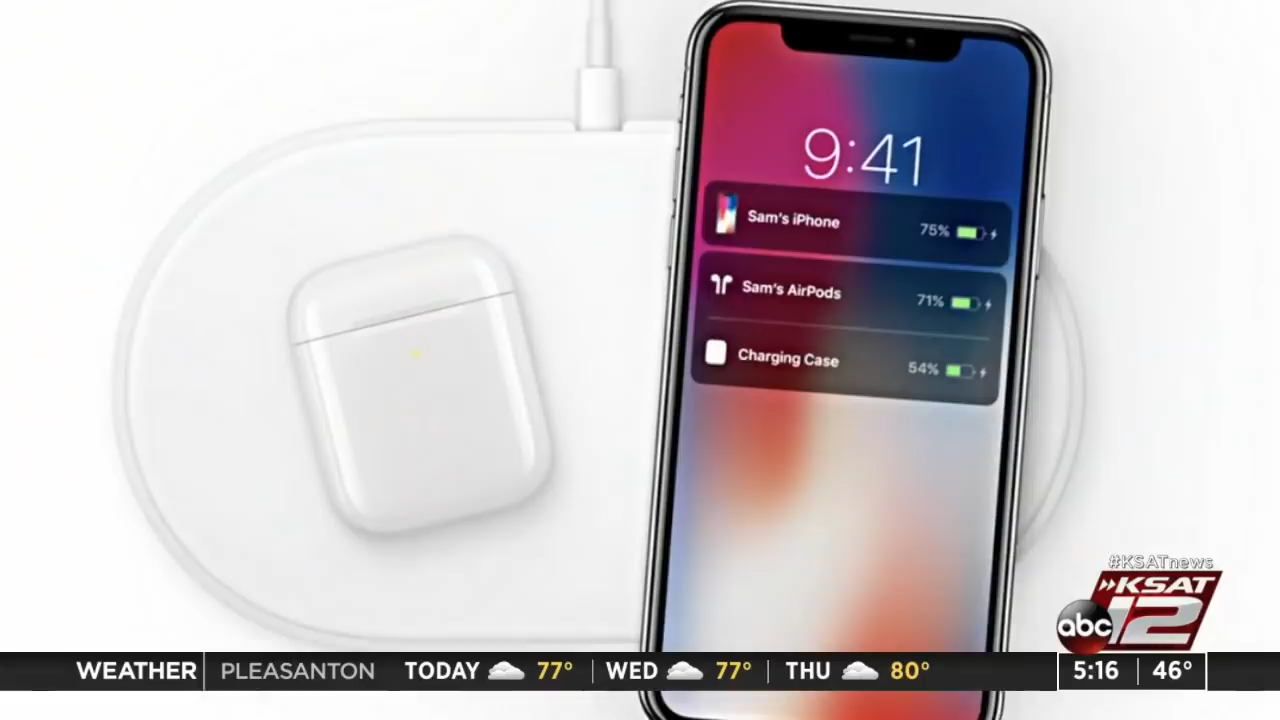 9:41
Sam's iPhone 75%
Sam's AirPods 71%
Charging Case 54%
#KSATnews
KSAT
abc 12
WEATHER PLEASANTON TODAY 77° WED 77° THU 80° 5:16 46°